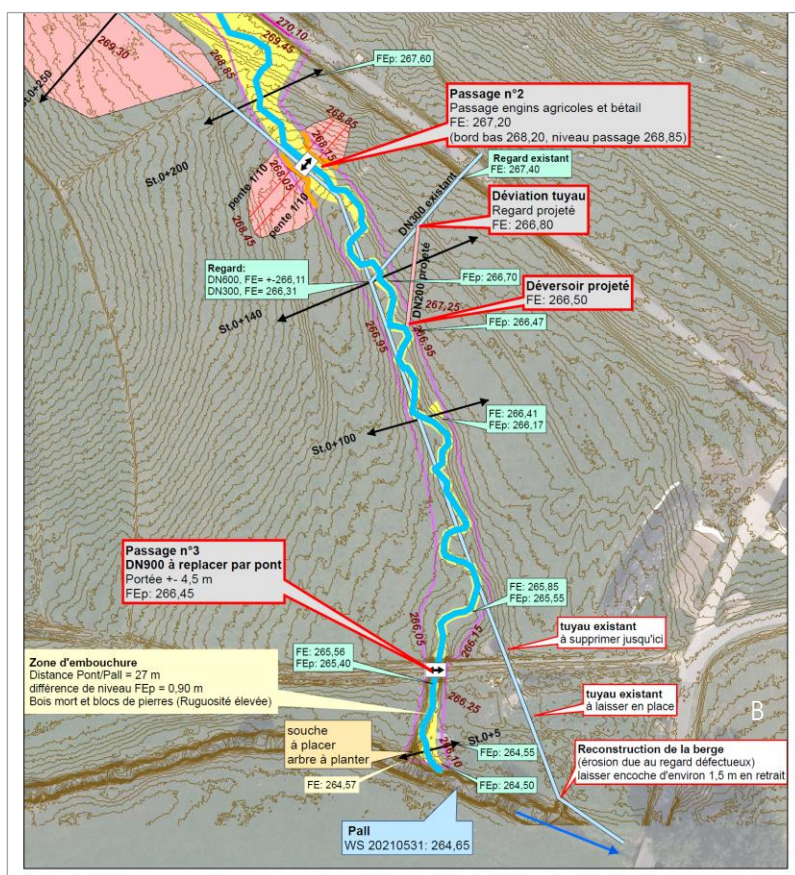 270,10
269,45
269,30
268,85
St.0+250
FEp: 267,60
Passage n°2
Passage engins agricoles et bétail
FE: 267,20
(bord bas 268,20, niveau passage 268,85)
268,85
268,15
St.0+200
pente 1/10
268,05
pente 1/10
268,45
Regard existant
FE: 267,40
DN300 existant
Déviation tuyau
Regard projeté
FE: 266,80
Regard:
DN600, FE= +-266,11
DN300, FE= 266,31
FEp: 266,70
DN200 projeté
Déversoir projeté
FE: 266,50
St.0+140
267,25
FEp: 266,47
266,95
266,95
FE: 266,41
FEp: 266,17
St.0+100
Passage n°3
DN900 à replacer par pont
Portée +- 4,5 m
FEp: 266,45
FE: 265,85
FEp: 265,55
266,05
266,15
tuyau existant
à supprimer jusqu'ici
FE: 265,56
FEp: 265,40
Zone d'embouchure
Distance Pont/Pall = 27 m
différence de niveau FEp = 0,90 m
Bois mort et blocs de pierres (Ruguosité élevée)
266,25
tuyau existant
à laisser en place
B
souche
à placer
arbre à planter
St.0+5
266,10
FEp: 264,55
Reconstruction de la berge
(érosion due au regard défectueux)
laisser encoche d'environ 1,5 m en retrait
FE: 264,57
FEp: 264,50
Pall
WS 20210531: 264,65